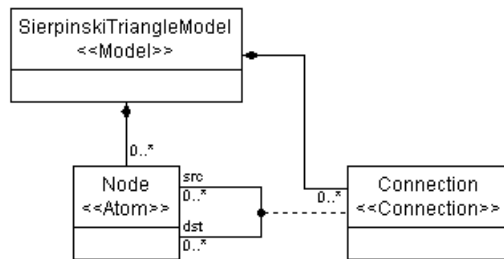 SierpinskiTriangleModel
<<Model>>
0..*
Node
<<Atom>>
src
0..*
dst
0..*
0..*
Connection
<<Connection>>